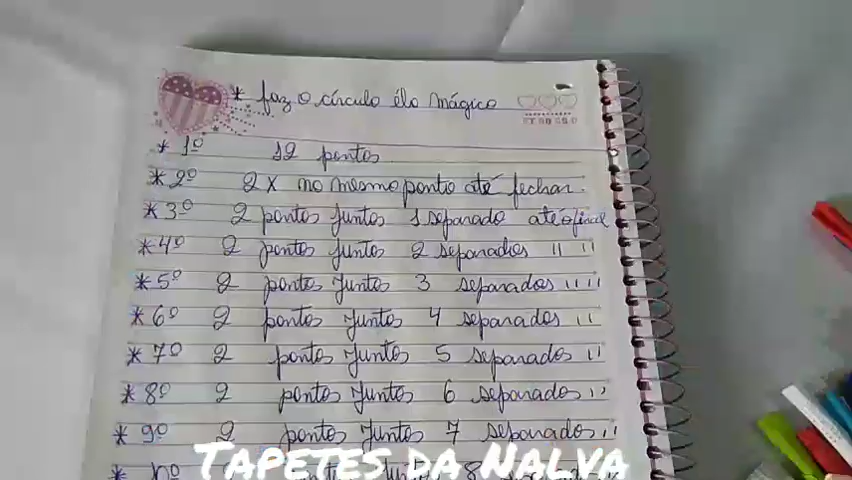 * faz o círculo élo mágico
* 1º 12 pontos
* 2º 2 x no mesmo ponto até fechar.
* 3º 2 pontos juntos 1 separado até o final
* 4º 2 pontos juntos 2 separados " "
* 5º 2 pontos juntos 3 separados " "
* 6º 2 pontos juntos 4 separados "
* 7º 2 pontos juntos 5 separados "
* 8º 2 pontos juntos 6 separados "
* 9º 2 pontos juntos 7 separados "
8
Tapetes da Nalva